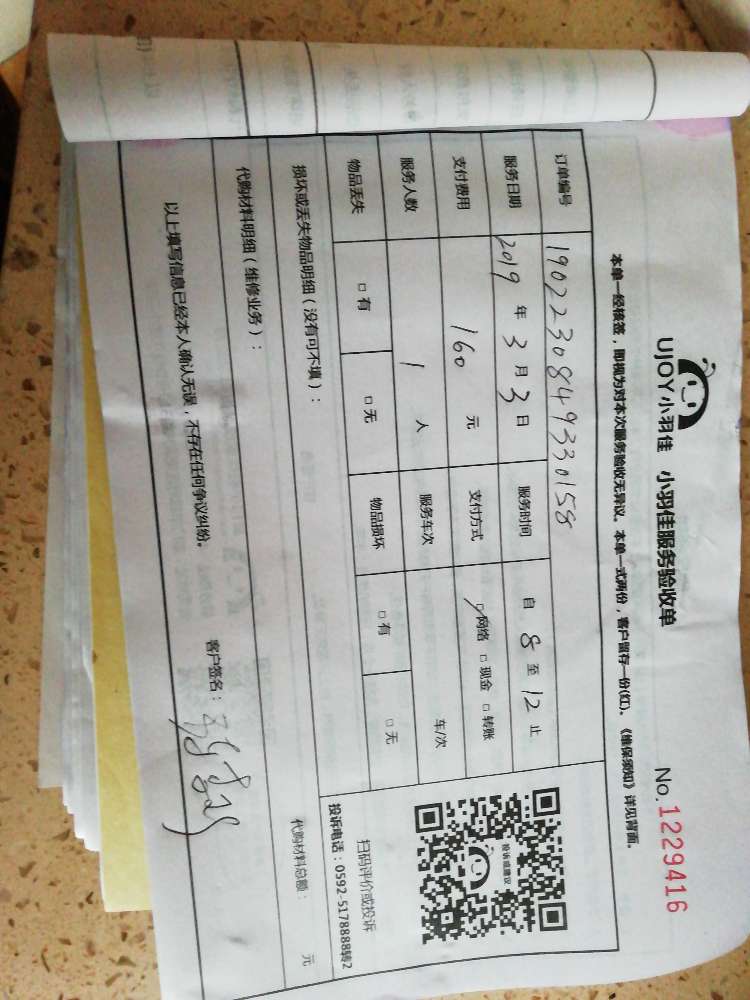 UJOY小羽佳 小羽佳服务验收单 No.1229416
本单一经核签，即视为对本次服务验收无异议。本单一式两份，客户留存一份(红)。《维保须知》详见背面。
订单编号 1902230849330158
服务日期 2019 年 3 月 3 日 服务时间 自 8 至 12 止
支付费用 160 元 支付方式 ☑网络 □现金 □转账
服务人数 1 人 服务车次 车/次
物品丢失 □有 □无 物品损坏 □有 □无
投诉或建议
扫码评价或投诉
投诉电话：0592-5178888转2
损坏或丢失物品明细（没有可不填）：
代购材料明细（维修业务）： 代购材料总额： 元
以上填写信息已经本人确认无误，不存在任何争议纠纷。 客户签名：